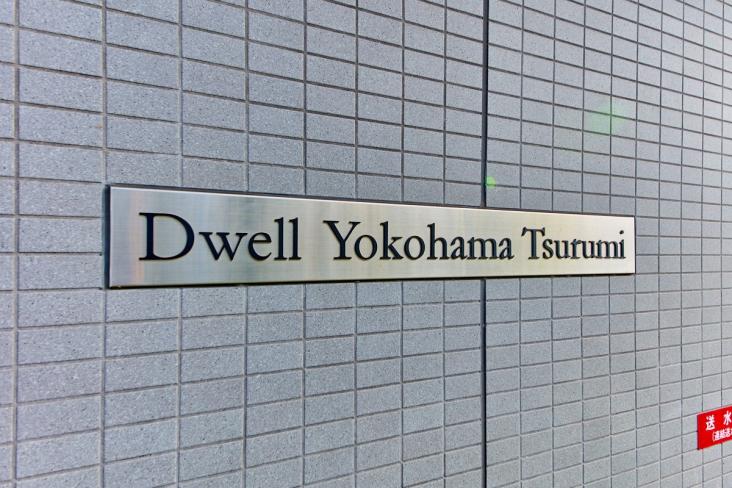 Dwell Yokohama Tsurumi
送水